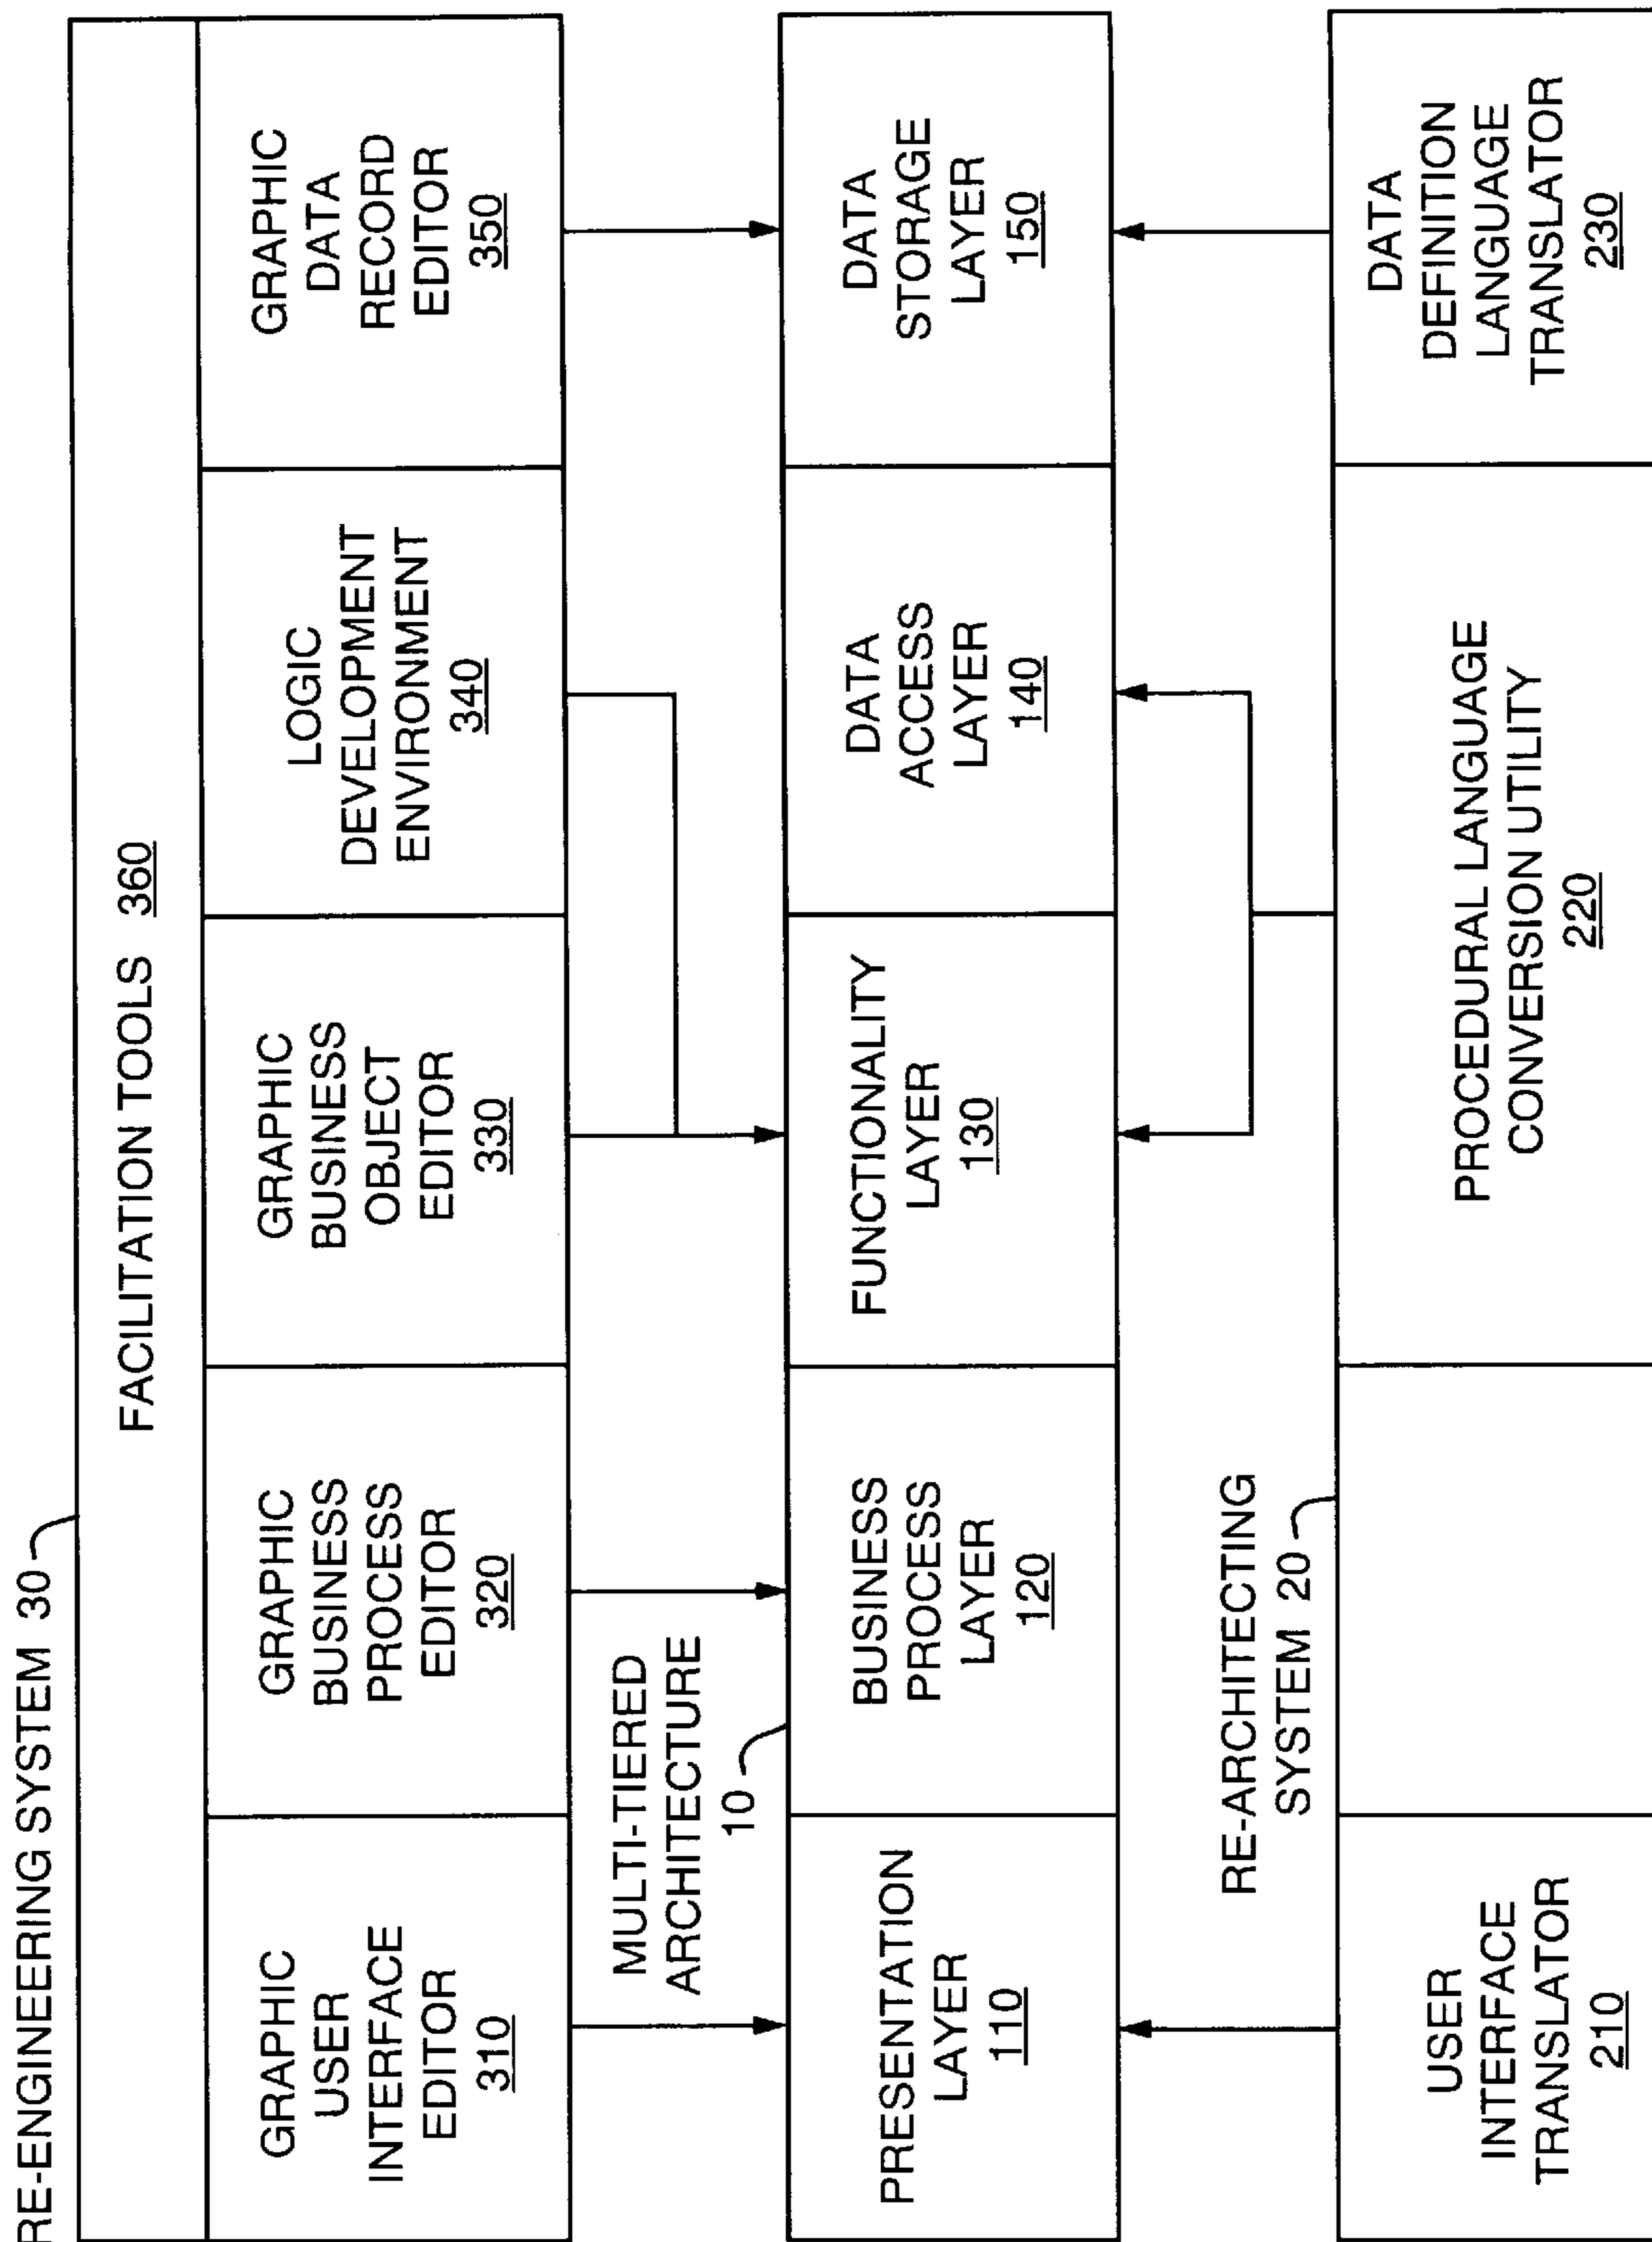 RE-ENGINEERING SYSTEM 30
FACILITATION TOOLS 360
GRAPHIC
USER
INTERFACE
EDITOR
310
GRAPHIC
BUSINESS
PROCESS
EDITOR
320
GRAPHIC
BUSINESS
OBJECT
EDITOR
330
LOGIC
DEVELOPMENT
ENVIRONMENT
340
GRAPHIC
DATA
RECORD
EDITOR
350
MULTI-TIERED
ARCHITECTURE
10
PRESENTATION
LAYER
110
BUSINESS
PROCESS
LAYER
120
FUNCTIONALITY
LAYER
130
DATA
ACCESS
LAYER
140
DATA
STORAGE
LAYER
150
RE-ARCHITECTING
SYSTEM 20
USER
INTERFACE
TRANSLATOR
210
PROCEDURAL LANGUAGE
CONVERSION UTILITY
220
DATA
DEFINITION
LANGUAGE
TRANSLATOR
230